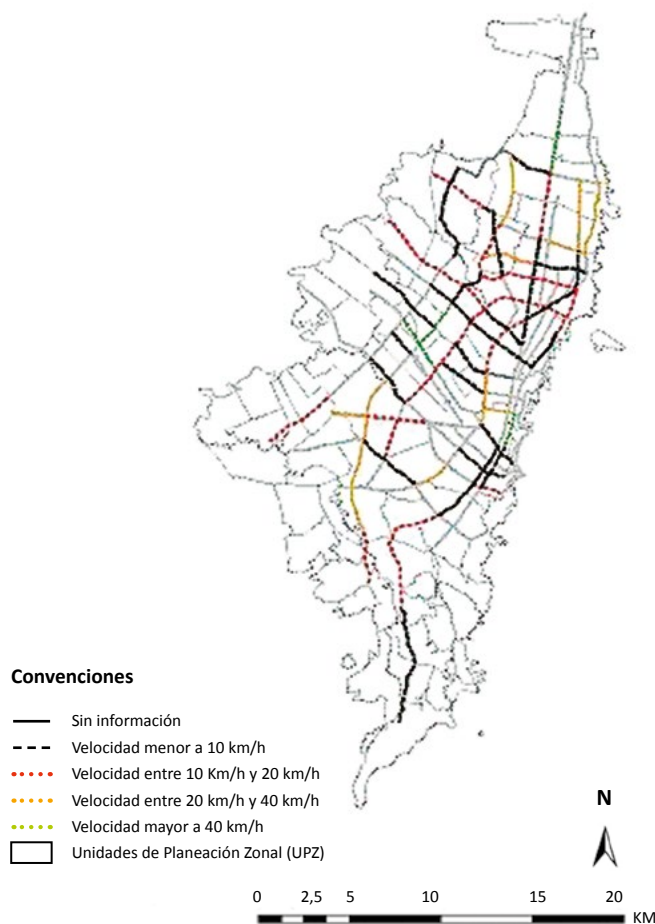 Convenciones
Sin información
Velocidad menor a 10 km/h
Velocidad entre 10 Km/h y 20 km/h
Velocidad entre 20 km/h y 40 km/h
Velocidad mayor a 40 km/h
Unidades de Planeación Zonal (UPZ)
N
0 2,5 5 10 15 20
KM